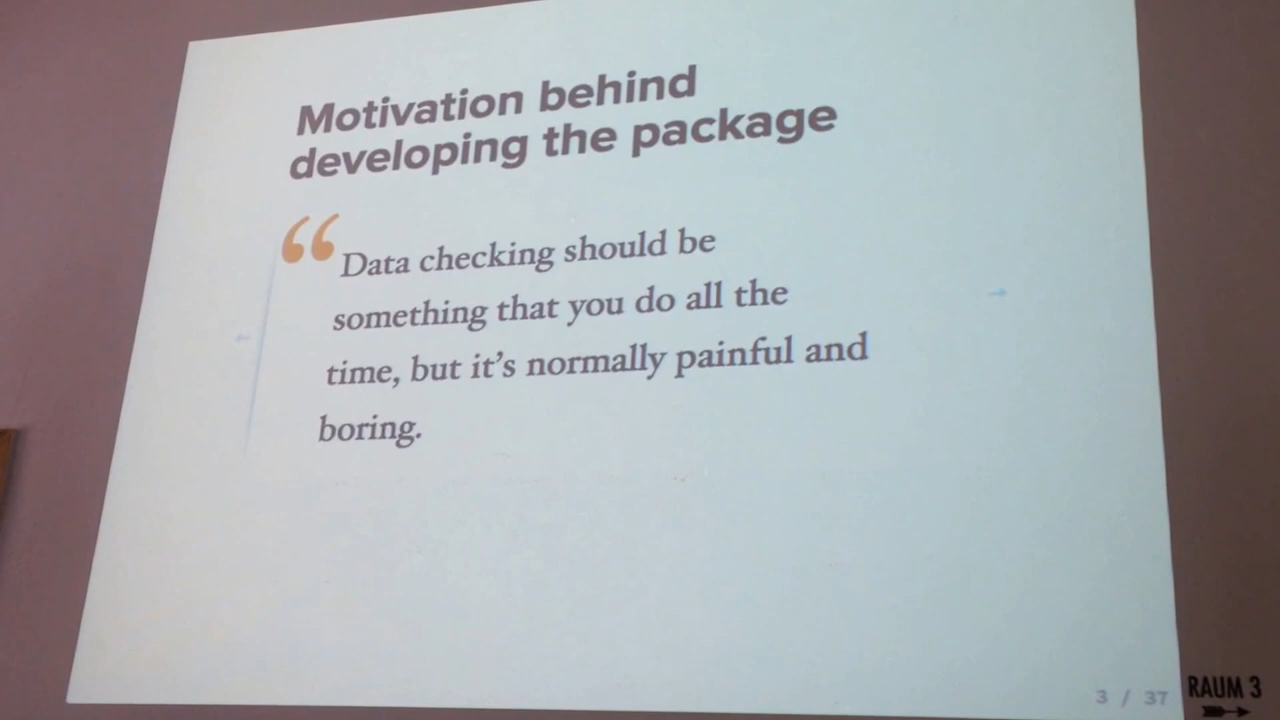 Motivation behind
developing the package
“Data checking should be
something that you do all the
time, but it’s normally painful and
boring.
3 / 37
RAUM 3